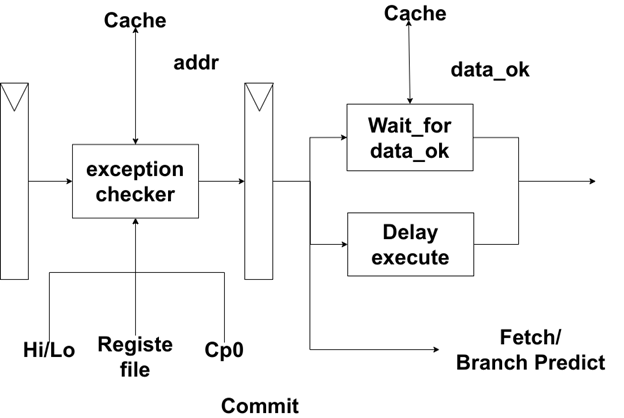 Cache
addr
exception
checker
Hi/Lo
Registe
file
Cp0
Cache
data_ok
Wait_for
data_ok
Delay
execute
Fetch/
Branch Predict
Commit